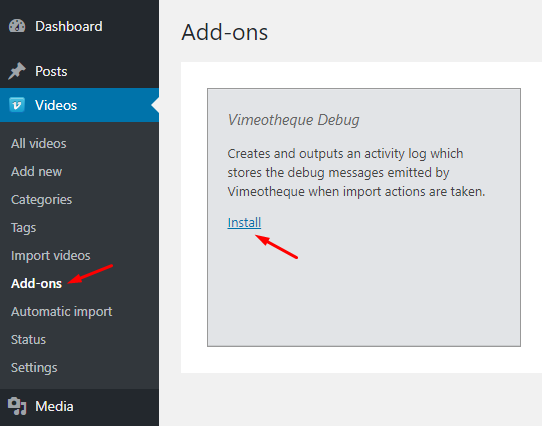 Dashboard
Posts
Videos
All videos
Add new
Categories
Tags
Import videos
Add-ons
Automatic import
Status
Settings
Media
Add-ons
Vimeotheque Debug
Creates and outputs an activity log which
stores the debug messages emitted by
Vimeotheque when import actions are taken.
Install